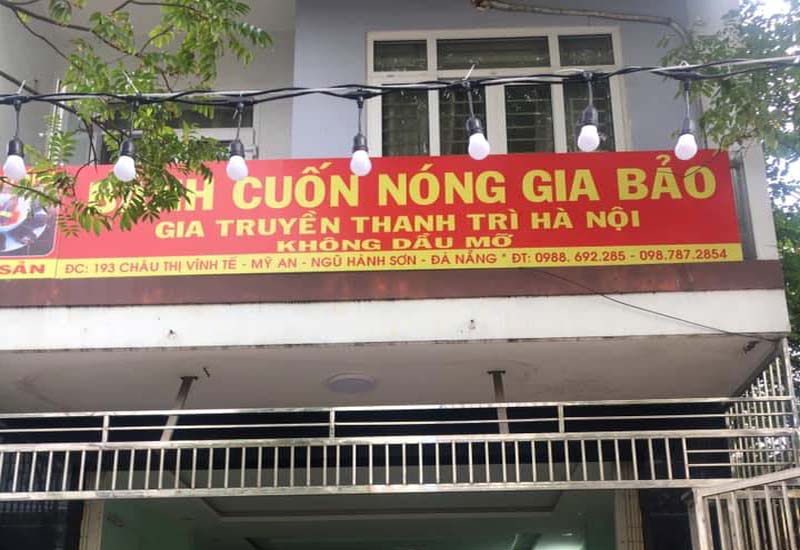 CUỐN NÓNG GIA BẢO
GIA TRUYỀN THANH TRÌ HÀ NỘI
KHÔNG DẦU MỠ
SẢN
ĐC: 193 CHÂU THỊ VĨNH TẾ - MỸ AN - NGŨ HÀNH SƠN - ĐÀ NẴNG * ĐT: 0988. 692.285 - 098.787.2854